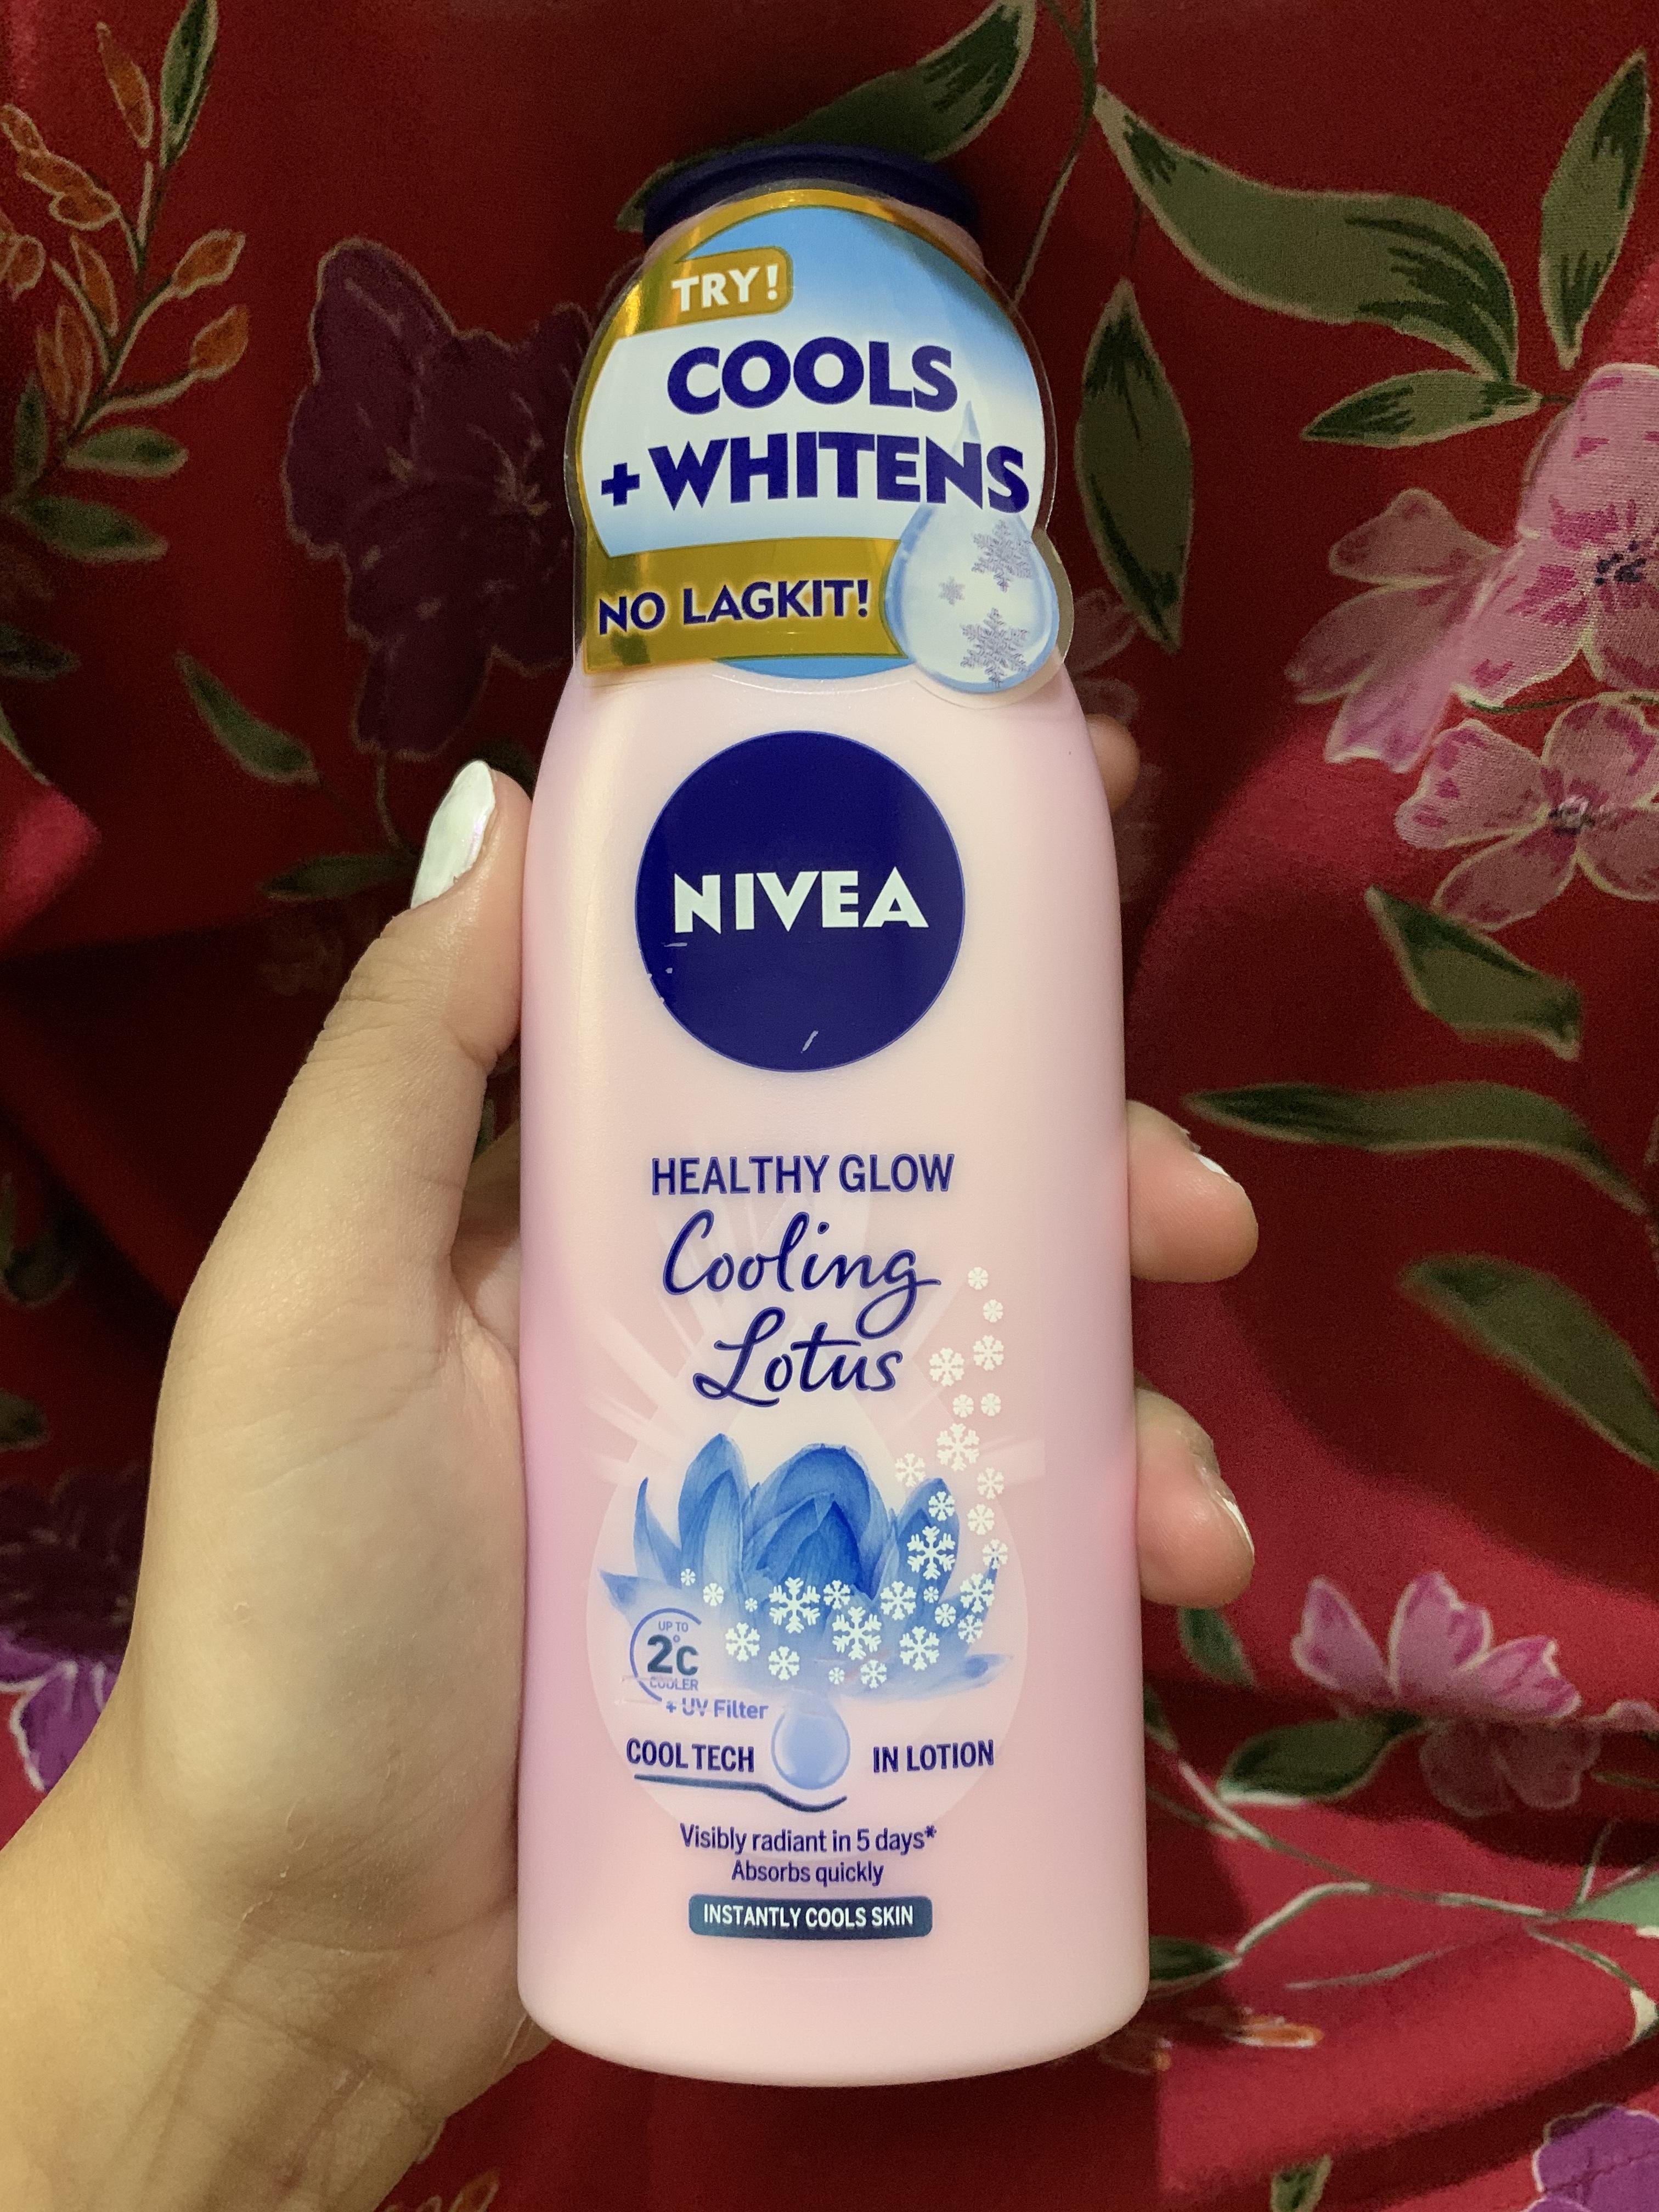 TRY!
COOLS
+WHITENS
NO LAGKIT!
NIVEA
HEALTHY GLOW
Cooling
Lotus
UP TO
2°C
COOLER
+ UV Filter
COOL TECH IN LOTION
Visibly radiant in 5 days*
Absorbs quickly
INSTANTLY COOLS SKIN